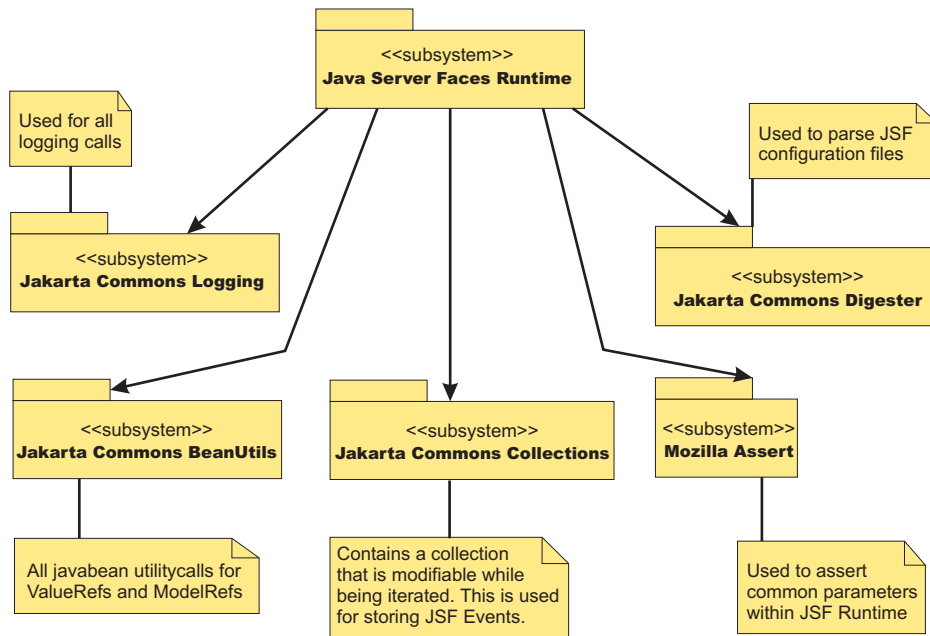 <<subsystem>>
Java Server Faces Runtime
Used for all
logging calls
Used to parse JSF
configuration files
<<subsystem>>
Jakarta Commons Logging
<<subsystem>>
Jakarta Commons Digester
<<subsystem>>
Jakarta Commons BeanUtils
<<subsystem>>
Jakarta Commons Collections
<<subsystem>>
Mozilla Assert
All javabean utilitycalls for
ValueRefs and ModelRefs
Contains a collection
that is modifiable while
being iterated. This is used
for storing JSF Events.
Used to assert
common parameters
within JSF Runtime